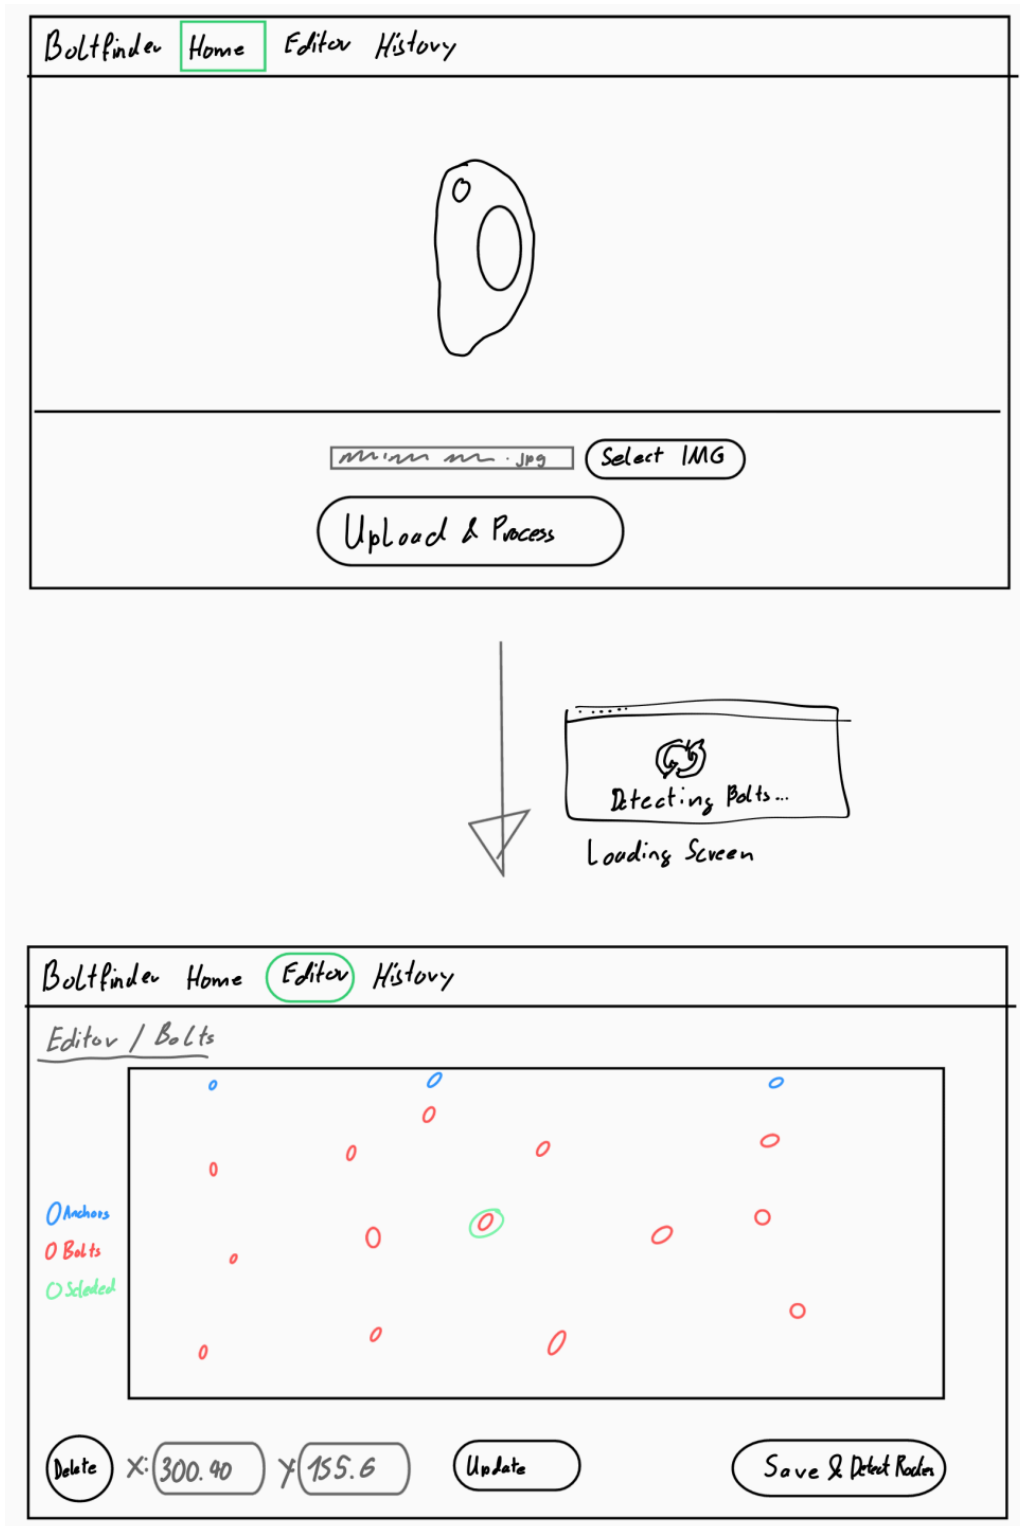 Boltfinder Home Editor History
.jpg Select IMG
Upload & Process
Detecting Bolts...
Loading Screen
Boltfinder Home Editor History
Editor / Bolts
Anchors
Bolts
Selected
Delete X: 300.40 Y: 155.6 Update Save & Detect Routes